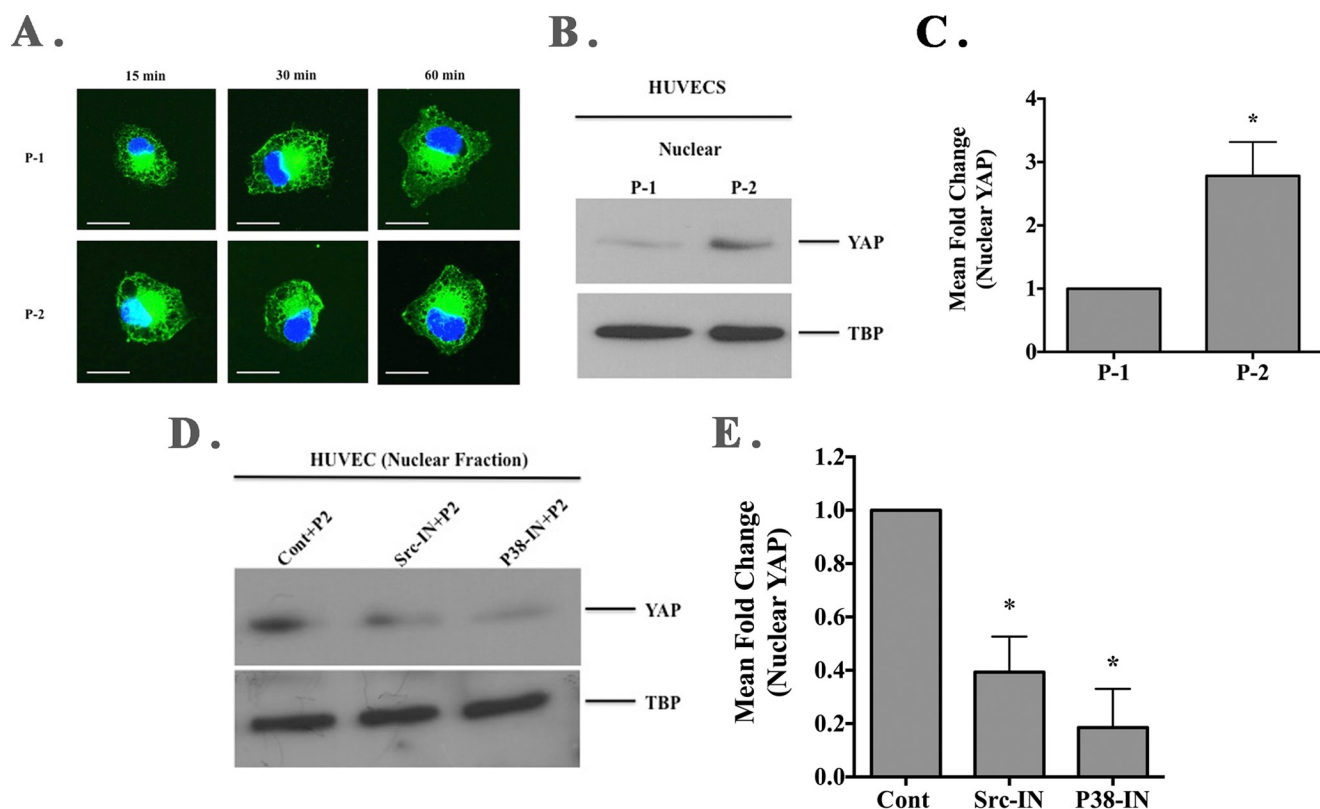 A .
15 min
30 min
60 min
P-1
P-2
B .
HUVECS
Nuclear
P-1
P-2
YAP
TBP
C .
4
3
2
1
0
Mean Fold Change
(Nuclear YAP)
*
P-1
P-2
D .
HUVEC (Nuclear Fraction)
Cont+P2
Src-IN+P2
P38-IN+P2
YAP
TBP
E .
1.2
1.0
0.8
0.6
0.4
0.2
0.0
Mean Fold Change
(Nuclear YAP)
*
*
Cont
Src-IN
P38-IN